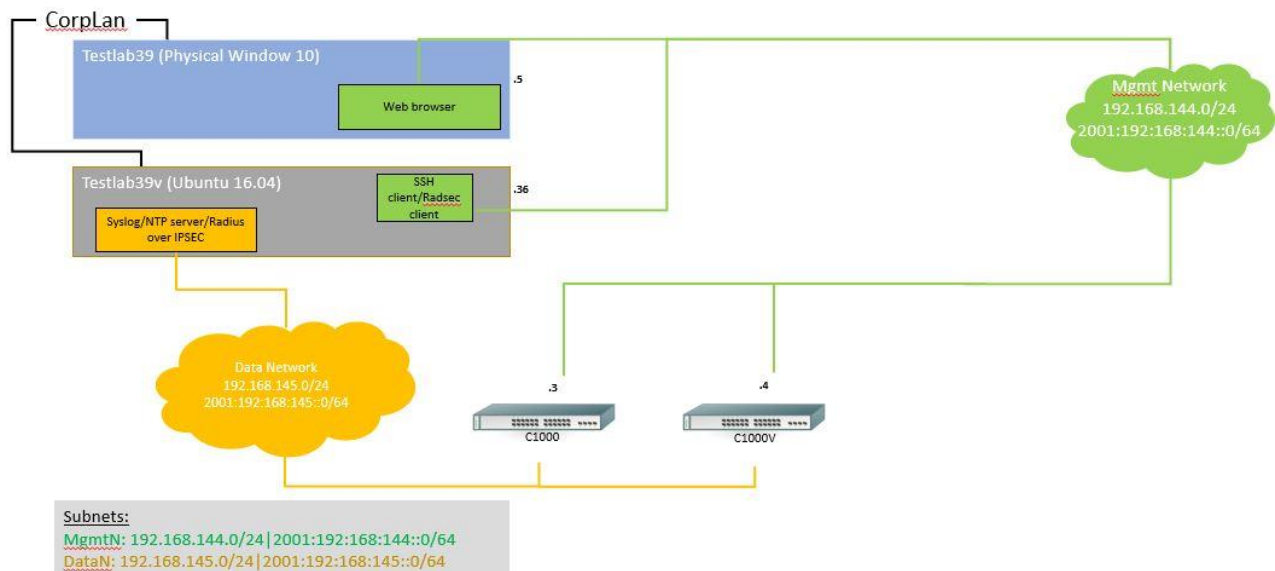 CorpLan
Testlab39 (Physical Window 10)
.5
Web browser
Mgmt Network
192.168.144.0/24
2001:192:168:144::0/64
Testlab39v (Ubuntu 16.04)
SSH
client/Radsec
client
.36
Syslog/NTP server/Radius
over IPSEC
Data Network
192.168.145.0/24
2001:192:168:145::0/64
.3
.4
C1000
C1000V
Subnets:
MgmtN: 192.168.144.0/24|2001:192:168:144::0/64
DataN: 192.168.145.0/24|2001:192:168:145::0/64